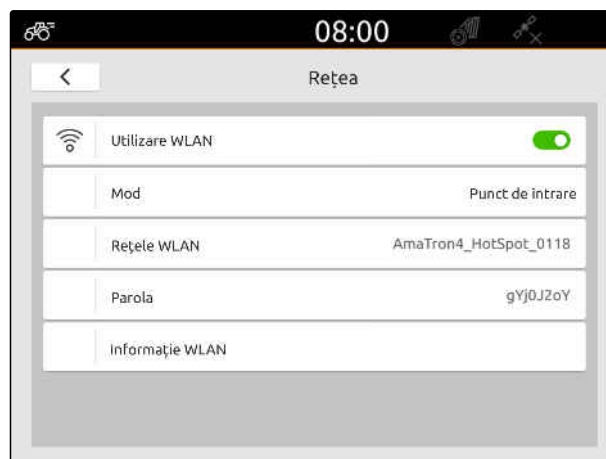 08:00
Rețea
Utilizare WLAN
Mod Punct de intrare
Rețele WLAN AmaTron4_HotSpot_0118
Parola gYj0J2oY
Informație WLAN